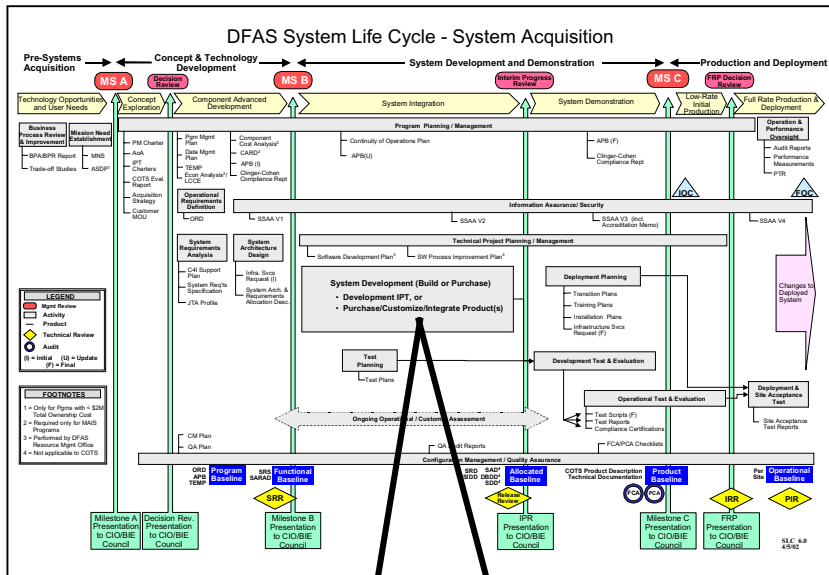 DFAS System Life Cycle - System Acquisition
Pre-Systems
Acquisition
Concept & Technology
Development
System Development and Demonstration
Production and Deployment
MS A
Decision
Review
MS B
Interim Progress
Review
MS C
FRP Decision
Review
Technology Opportunities
and User Needs
Concept
Exploration
Component Advanced
Development
System Integration
System Demonstration
Low-Rate
Initial
Production
Full Rate Production &
Deployment
Program Planning / Management
Business
Process Review
& Improvement
BPA/BPR Report
Trade-off Studies
Mission Need
Establishment
MNS
ASDP¹
PM Charter
AoA
IPT
Charters
COTS Eval.
Report
Acquisition
Strategy
Customer
MOU
Pgm Mgmt
Plan
Data Mgmt
Plan
TEMP
Econ Analysis²/
LCCE
Component
Cost Analysis²
CARD²
APB (I)
Clinger-Cohen
Compliance Rept
Continuity of Operations Plan
APB(U)
APB (F)
Clinger-Cohen
Compliance Rept
Operation &
Performance
Oversight
Audit Reports
Performance
Measurements
PTR
Operational
Requirements
Definition
ORD
IOC
FOC
Information Assurance/ Security
SSAA V1
SSAA V2
SSAA V3 (incl.
Accreditation Memo)
SSAA V4
Technical Project Planning / Management
Software Development Plan⁴
SW Process Improvement Plan⁴
System
Requirements
Analysis
C4I Support
Plan
System Req'ts
Specification
JTA Profile
System
Architecture
Design
Infra. Svcs
Request (I)
System Arch. &
Requirements
Allocation Desc.
System Development (Build or Purchase)
• Development IPT, or
• Purchase/Customize/Integrate Product(s)
Deployment Planning
Transition Plans
Training Plans
Installation Plans
Infrastructure Svcs
Request (F)
Changes to
Deployed
System
LEGEND
Mgmt Review
Activity
Product
Technical Review
Audit
(I) = Initial (U) = Update
(F) = Final
Test
Planning
Test Plans
Development Test & Evaluation
Operational Test & Evaluation
Test Scripts (F)
Test Reports
Compliance Certifications
Deployment &
Site Acceptance
Test
Site Acceptance
Test Reports
FOOTNOTES
1 = Only for Pgms with < $2M
Total Ownership Cost
2 = Required only for MAIS
Programs
3 = Performed by DFAS
Resource Mgmt Office
4 = Not applicable to COTS
Ongoing Operational / Customer Assessment
CM Plan
QA Plan
QA Audit Reports
FCA/PCA Checklists
Configuration Management / Quality Assurance
ORD
APB
TEMP
Program
Baseline
SRS
SARAD
Functional
Baseline
SRD
SIDD
SAD⁴
DBDD⁴
SDD⁴
Allocated
Baseline
COTS Product Description
Technical Documentation
Product
Baseline
Per
Site
Operational
Baseline
SRR
Release
Review
FCA
PCA
IRR
PIR
Milestone A
Presentation
to CIO/BIE
Council
Decision Rev.
Presentation
to CIO/BIE
Council
Milestone B
Presentation
to CIO/BIE
Council
IPR
Presentation
to CIO/BIE
Council
Milestone C
Presentation
to CIO/BIE
Council
FRP
Presentation
to CIO/BIE
Council
SLC 6.0
4/5/02